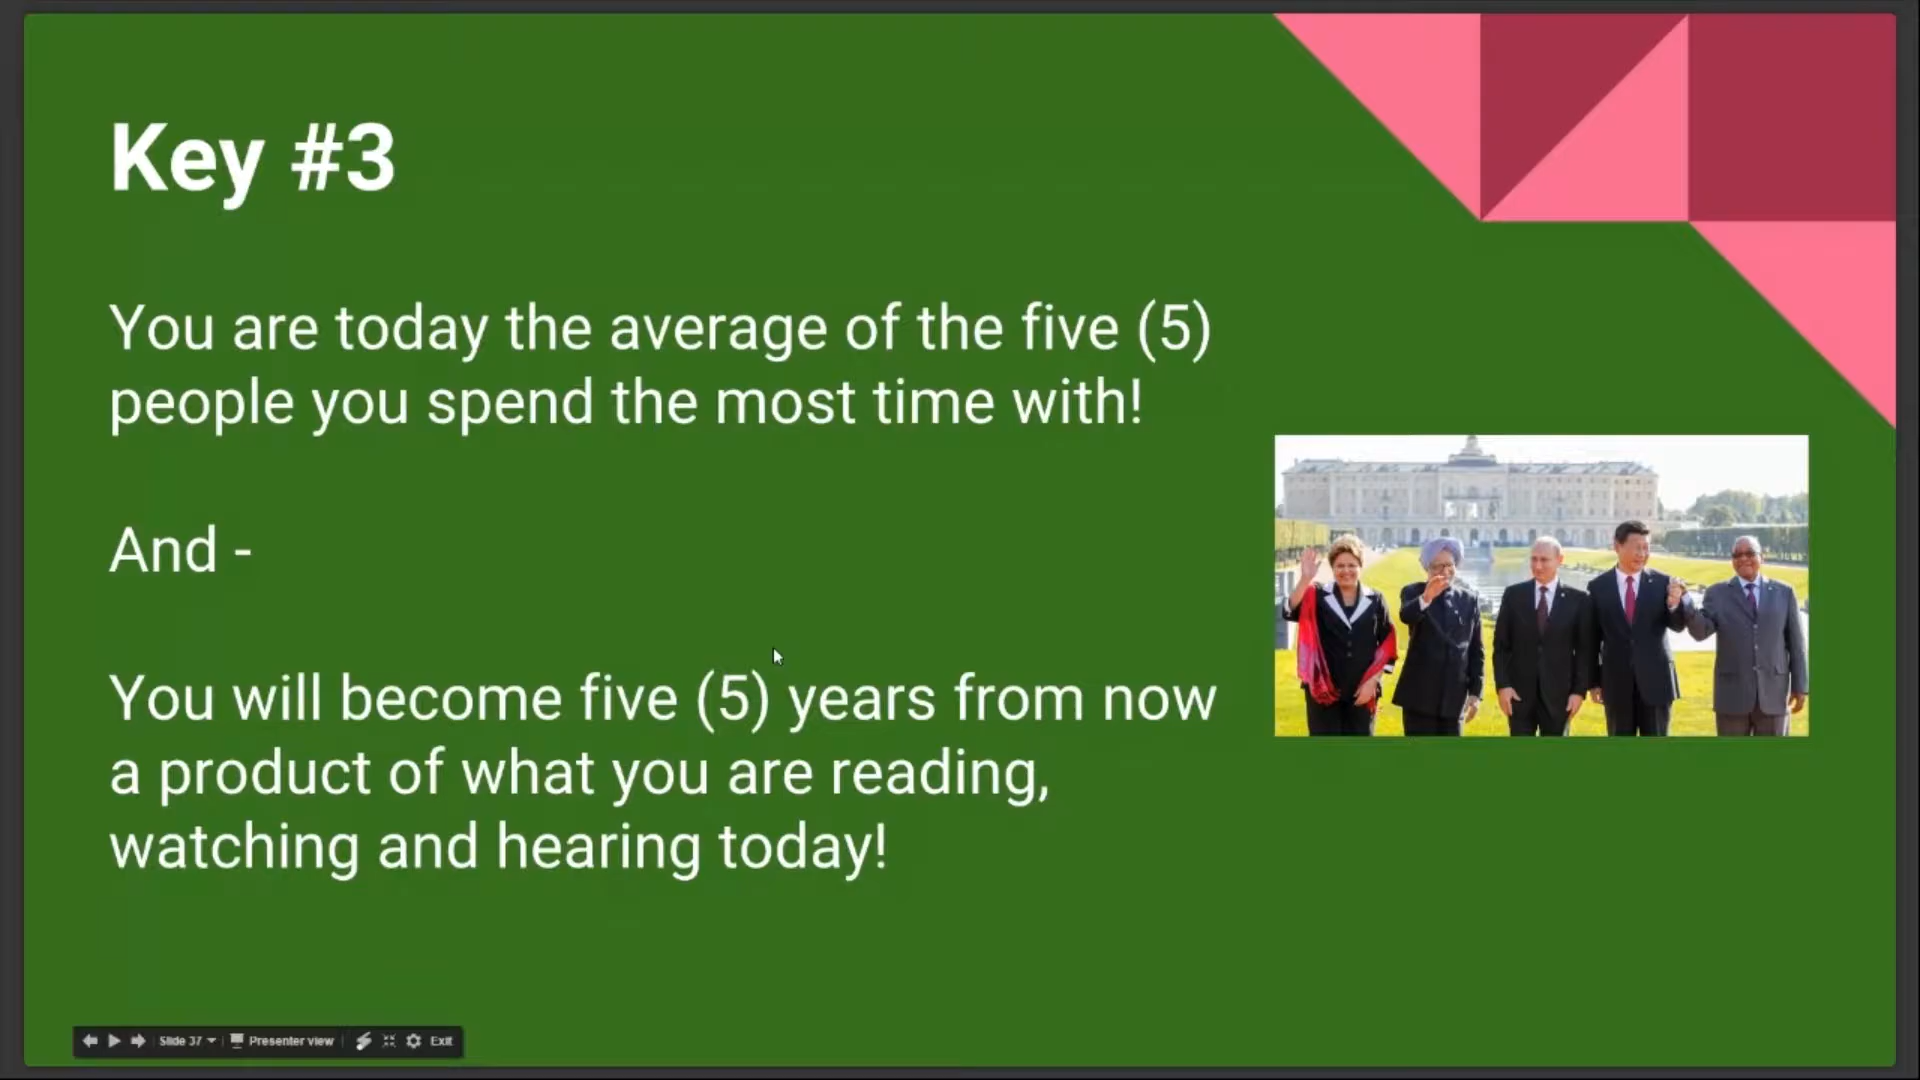 Key #3
You are today the average of the five (5)
people you spend the most time with!
And -
You will become five (5) years from now
a product of what you are reading,
watching and hearing today!
Slide 37
Presenter view
Exit